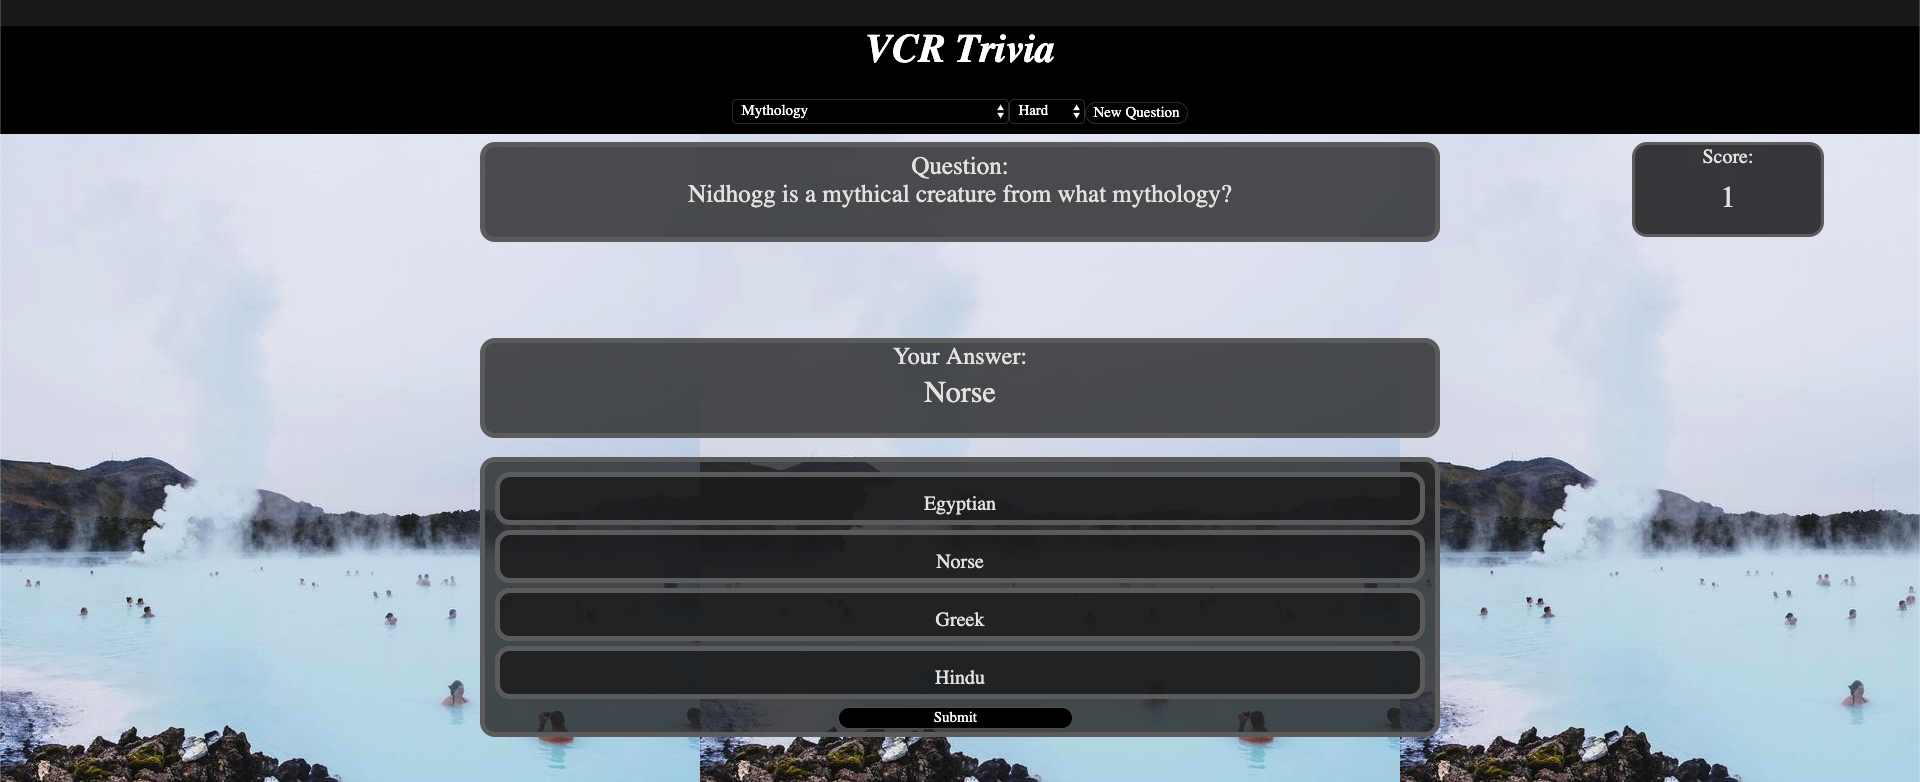 VCR Trivia
Mythology Hard New Question
Question:
Nidhogg is a mythical creature from what mythology?
Score:
1
Your Answer:
Norse
Egyptian
Norse
Greek
Hindu
Submit